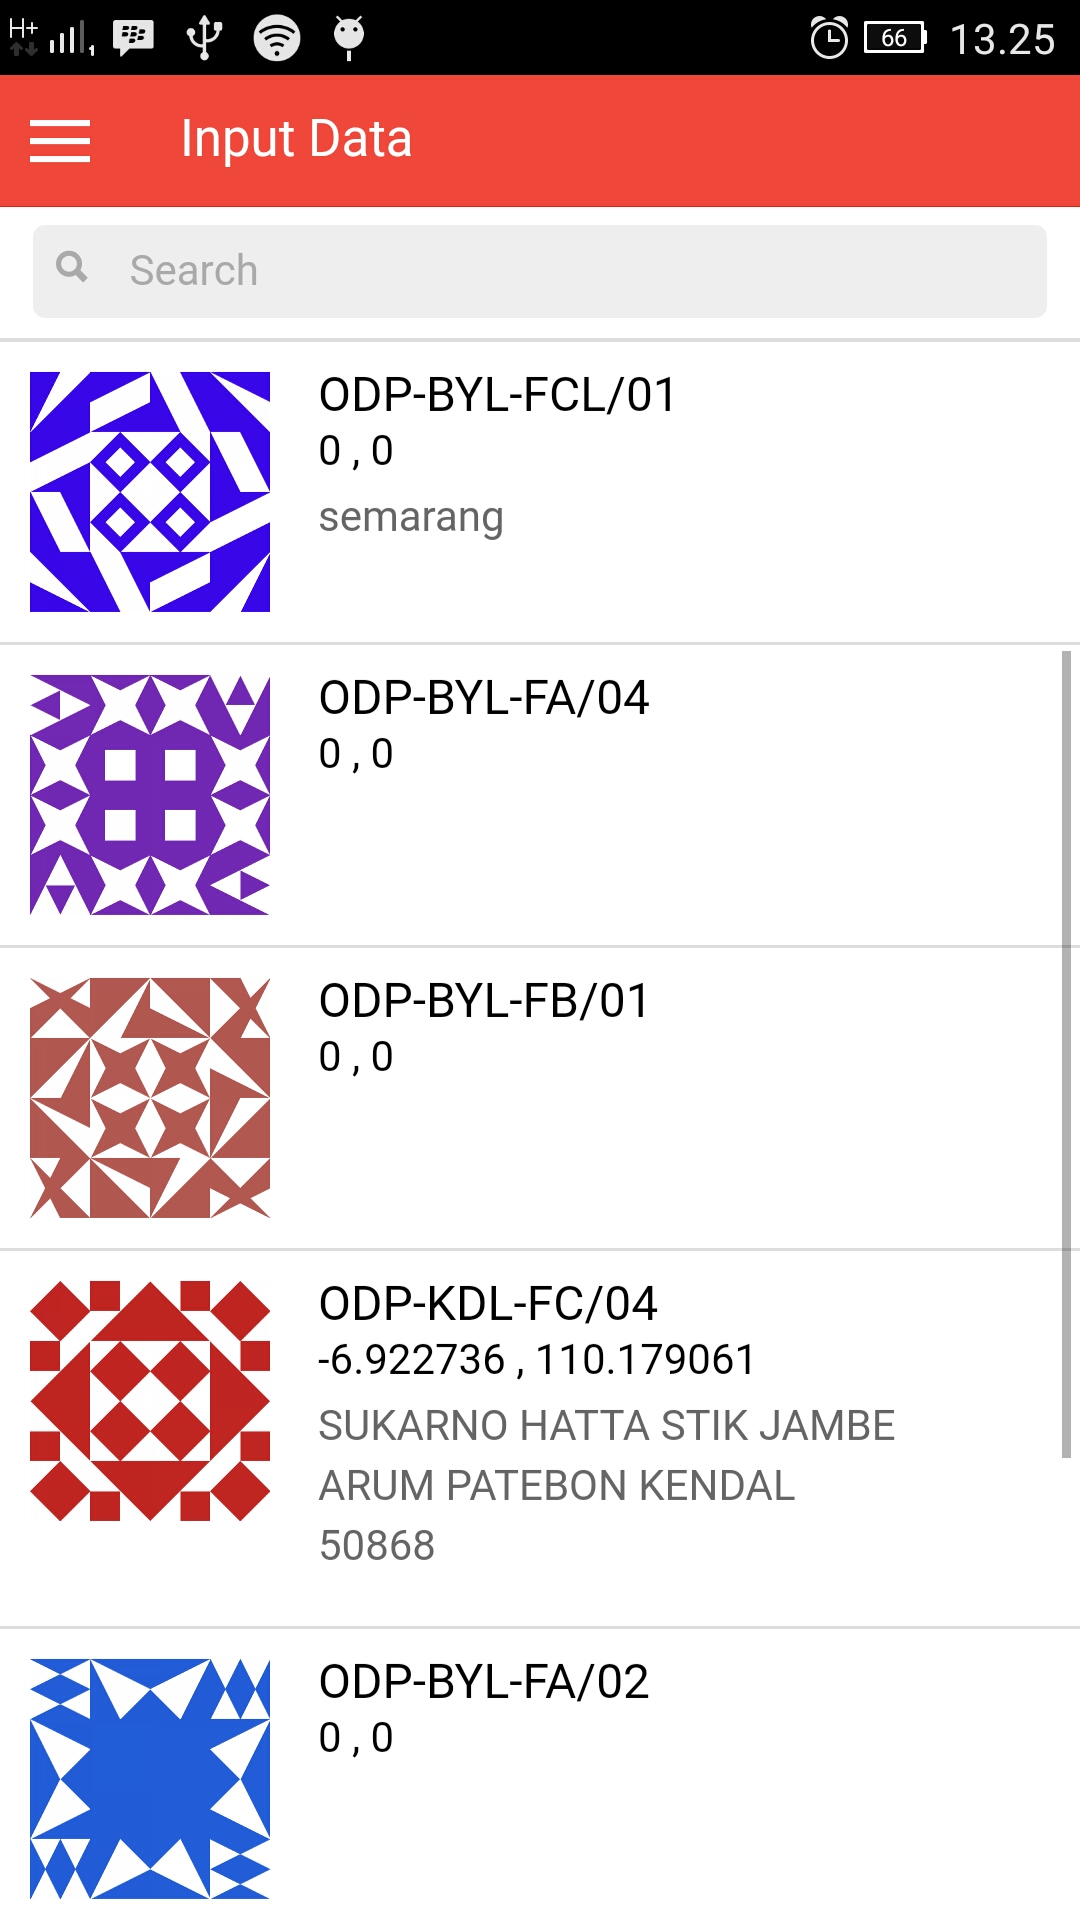 H+
66
13.25
Input Data
Search
ODP-BYL-FCL/01
0 , 0
semarang
ODP-BYL-FA/04
0 , 0
ODP-BYL-FB/01
0 , 0
ODP-KDL-FC/04
-6.922736 , 110.179061
SUKARNO HATTA STIK JAMBE
ARUM PATEBON KENDAL
50868
ODP-BYL-FA/02
0 , 0